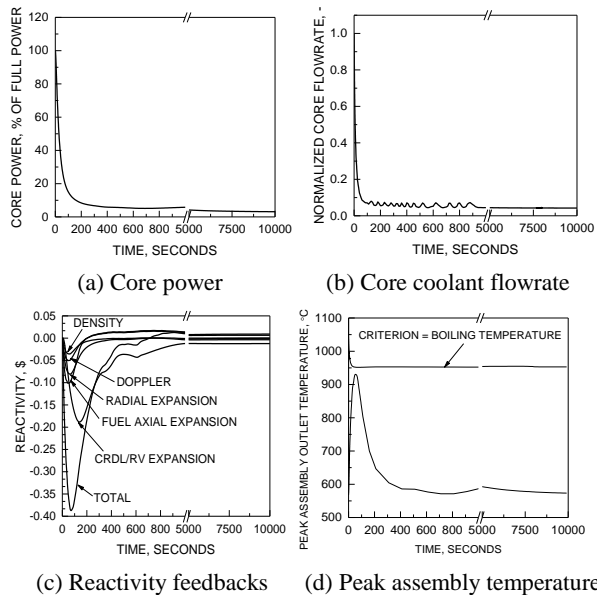 CORE POWER, % OF FULL POWER
120
100
80
60
40
20
0
0 200 400 600 800 5000 7500 10000
TIME, SECONDS
(a) Core power
NORMALIZED CORE FLOWRATE, -
1.0
0.8
0.6
0.4
0.2
0.0
0 200 400 600 800 5000 7500 10000
TIME, SECONDS
(b) Core coolant flowrate
REACTIVITY, $
0.05
0.00
-0.05
-0.10
-0.15
-0.20
-0.25
-0.30
-0.35
-0.40
DENSITY
DOPPLER
RADIAL EXPANSION
FUEL AXIAL EXPANSION
CRDL/RV EXPANSION
TOTAL
0 200 400 600 800 5000 7500 10000
TIME, SECONDS
(c) Reactivity feedbacks
PEAK ASSEMBLY OUTLET TEMPERATURE, °C
1100
1000
900
800
700
600
500
CRITERION = BOILING TEMPERATURE
0 200 400 600 800 5000 7500 10000
TIME, SECONDS
(d) Peak assembly temperature